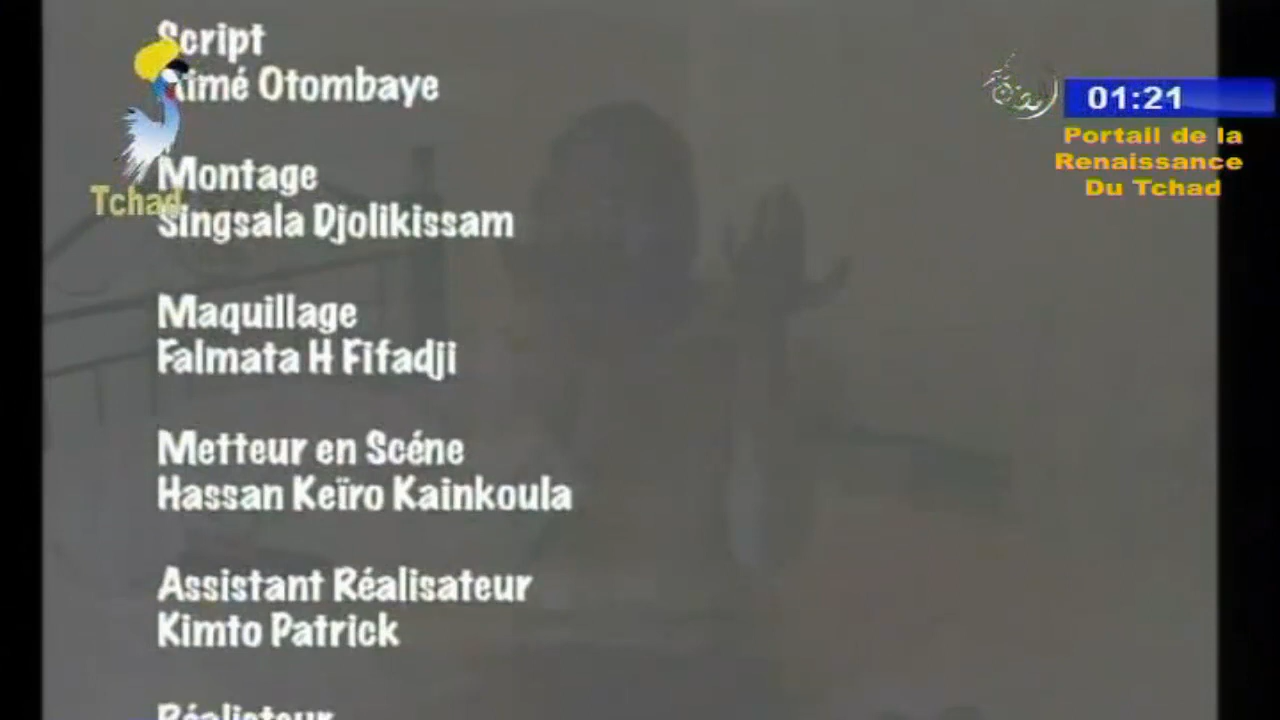 Script
Aimé Otombaye
Montage
Singsala Djolikissam
Maquillage
Falmata H Fifadji
Metteur en Scéne
Hassan Keïro Kainkoula
Assistant Réalisateur
Kimto Patrick
Tchad
01:21
Portail de la
Renaissance
Du Tchad